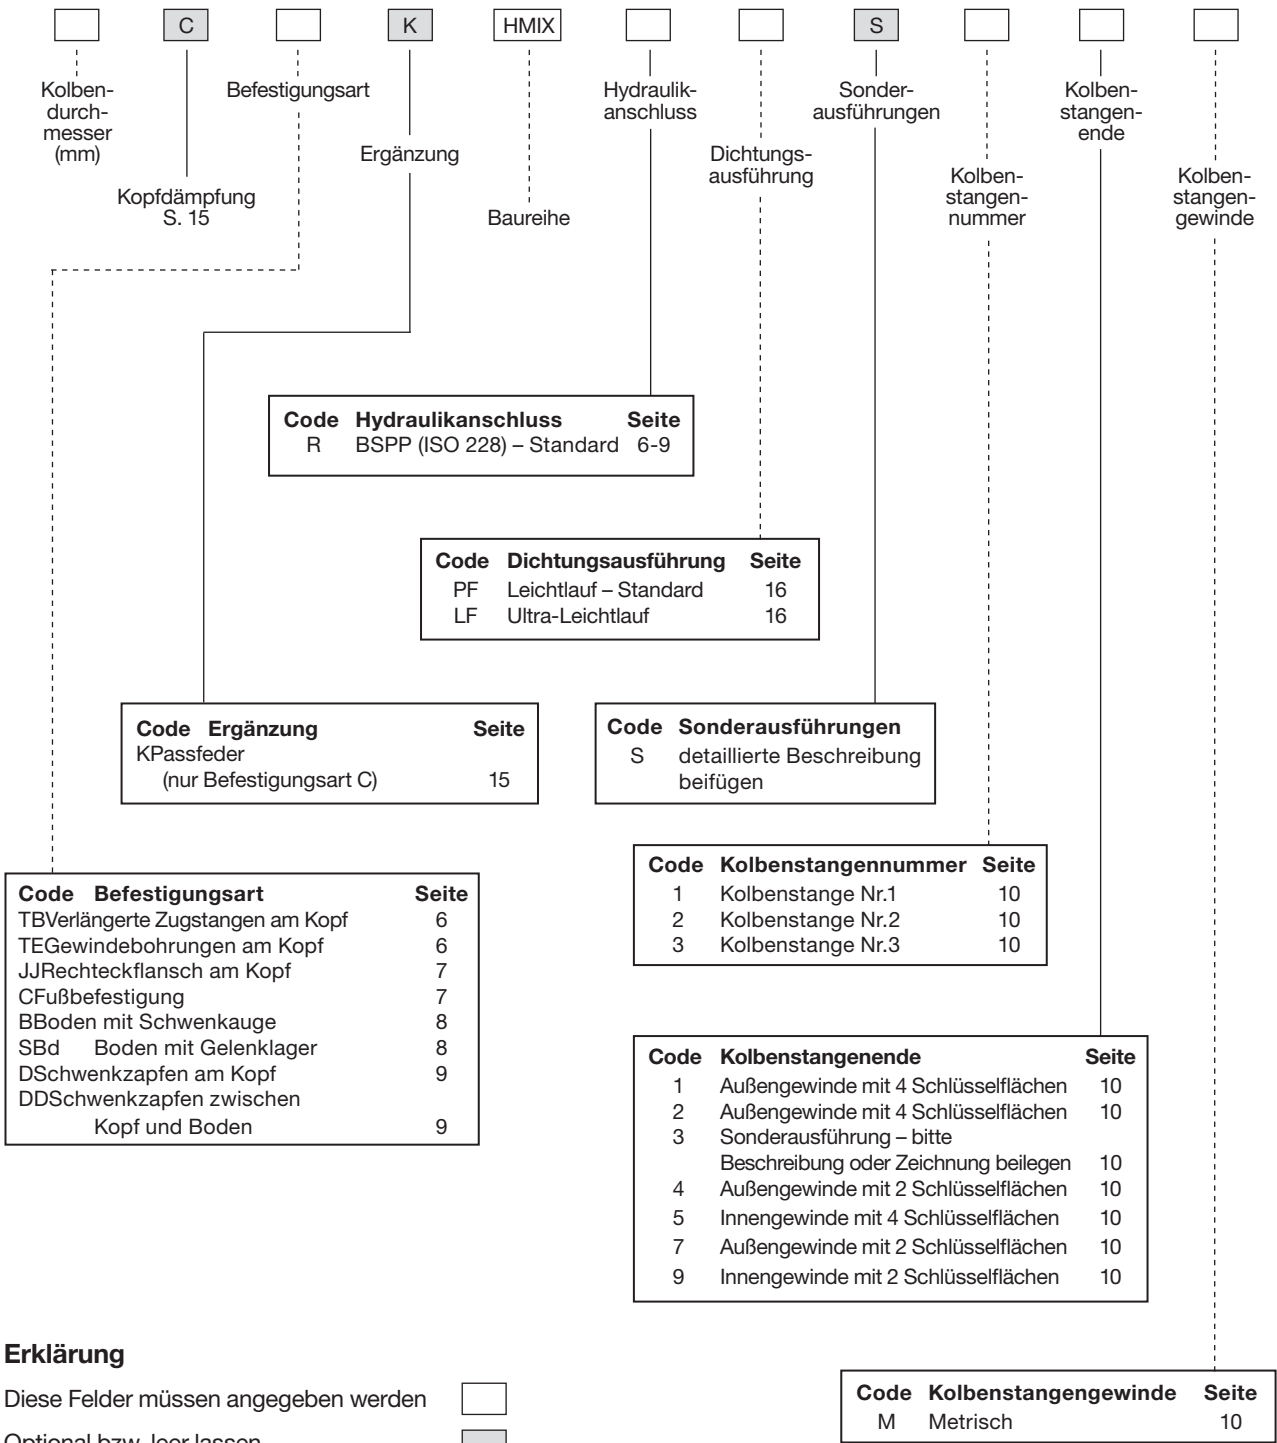 C K HMIX S
Kolben-
durch-
messer
(mm)
Kopfdämpfung
S. 15
Befestigungsart
Ergänzung
Baureihe
Hydraulik-
anschluss
Dichtungs-
ausführung
Sonder-
ausführungen
Kolben-
stangen-
nummer
Kolben-
stangen-
ende
Kolben-
stangen-
gewinde
Code Hydraulikanschluss Seite
R BSPP (ISO 228) – Standard 6-9
Code Dichtungsausführung Seite
PF Leichtlauf – Standard 16
LF Ultra-Leichtlauf 16
Code Ergänzung Seite
KPassfeder
(nur Befestigungsart C) 15
Code Sonderausführungen
S detaillierte Beschreibung
beifügen
Code Kolbenstangennummer Seite
1 Kolbenstange Nr.1 10
2 Kolbenstange Nr.2 10
3 Kolbenstange Nr.3 10
Code Befestigungsart Seite
TBVerlängerte Zugstangen am Kopf 6
TEGewindebohrungen am Kopf 6
JJRechteckflansch am Kopf 7
CFußbefestigung 7
BBoden mit Schwenkauge 8
SBd Boden mit Gelenklager 8
DSchwenkzapfen am Kopf 9
DDSchwenkzapfen zwischen
Kopf und Boden 9
Code Kolbenstangenende Seite
1 Außengewinde mit 4 Schlüsselflächen 10
2 Außengewinde mit 4 Schlüsselflächen 10
3 Sonderausführung – bitte
Beschreibung oder Zeichnung beilegen 10
4 Außengewinde mit 2 Schlüsselflächen 10
5 Innengewinde mit 4 Schlüsselflächen 10
7 Außengewinde mit 2 Schlüsselflächen 10
9 Innengewinde mit 2 Schlüsselflächen 10
Erklärung
Diese Felder müssen angegeben werden
Optional bzw. leer lassen
Code Kolbenstangengewinde Seite
M Metrisch 10